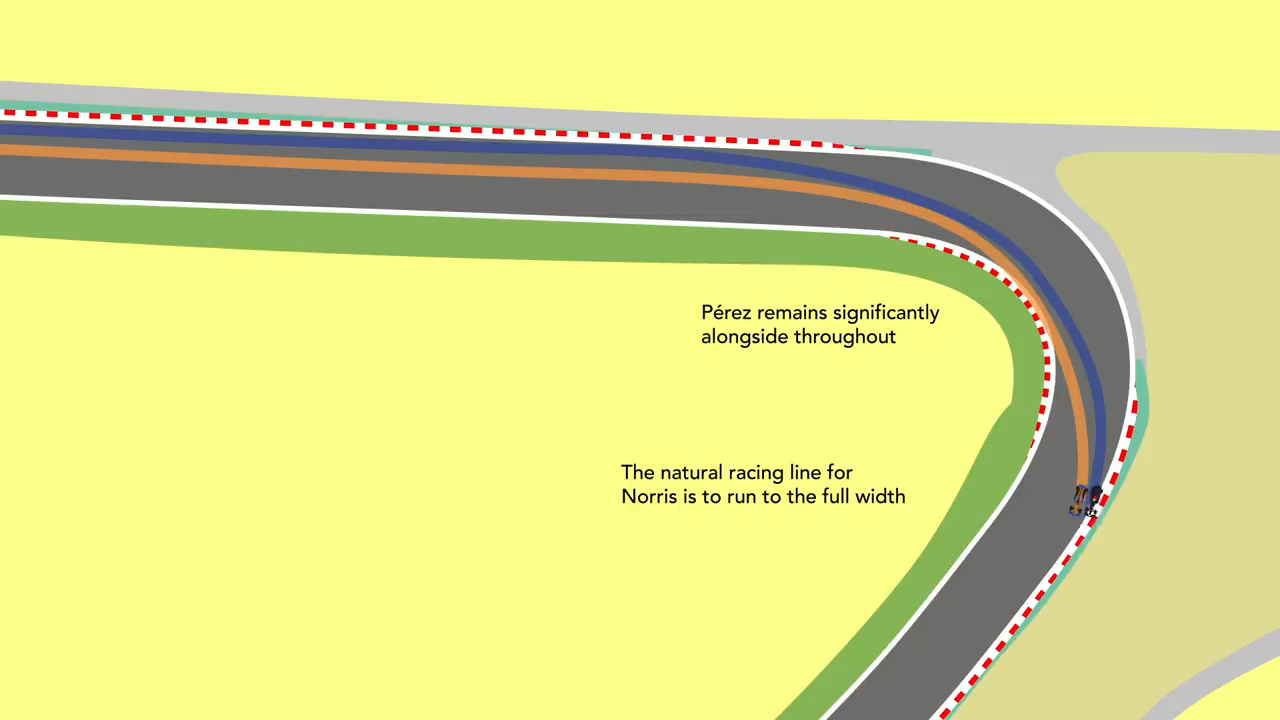 Pérez remains significantly
alongside throughout
The natural racing line for
Norris is to run to the full width